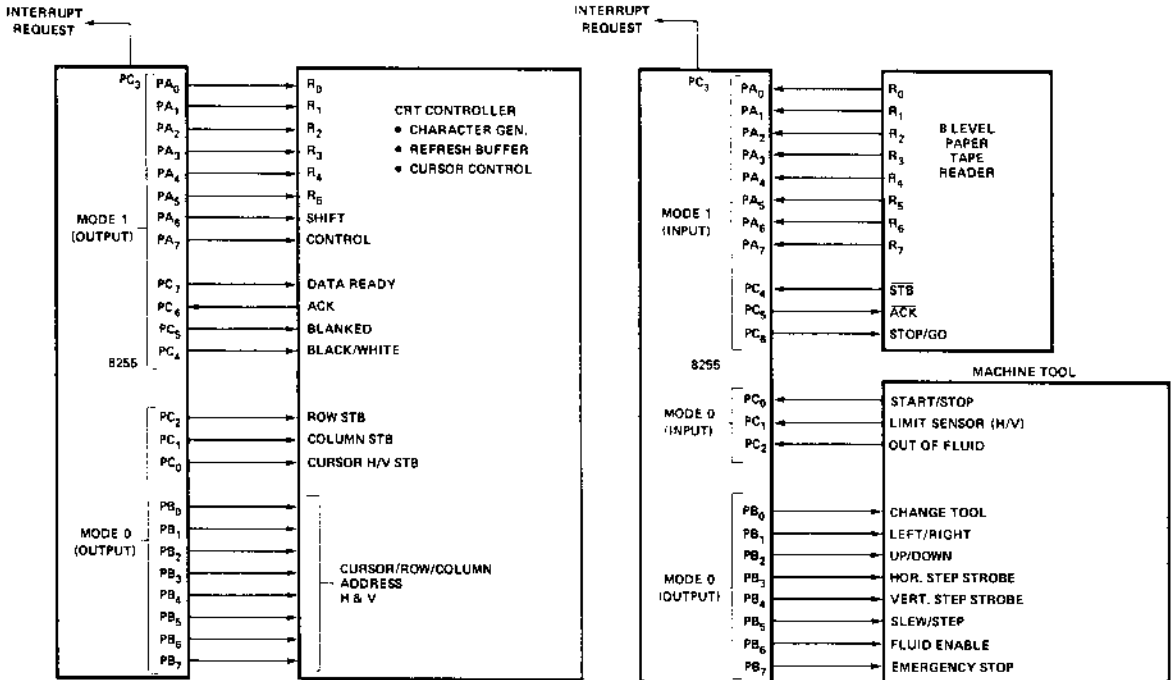 INTERRUPT
REQUEST
PC3 PA0 R0
PA1 R1
PA2 R2
PA3 R3
PA4 R4
PA5 R5
PA6 SHIFT
PA7 CONTROL
MODE 1
(OUTPUT)
CRT CONTROLLER
• CHARACTER GEN.
• REFRESH BUFFER
• CURSOR CONTROL
PC7 DATA READY
PC6 ACK
PC5 BLANKED
PC4 BLACK/WHITE
8255
PC2 ROW STB
PC1 COLUMN STB
PC0 CURSOR H/V STB
MODE 0
(OUTPUT)
PB0
PB1
PB2
PB3
PB4
PB5
PB6
PB7
CURSOR/ROW/COLUMN
ADDRESS
H & V
INTERRUPT
REQUEST
PC3 PA0 R0
PA1 R1
PA2 R2
PA3 R3
PA4 R4
PA5 R5
PA6 R6
PA7 R7
MODE 1
(INPUT)
8 LEVEL
PAPER
TAPE
READER
PC4 STB
PC5 ACK
PC6 STOP/GO
8255
MACHINE TOOL
MODE 0
(INPUT)
PC0 START/STOP
PC1 LIMIT SENSOR (H/V)
PC2 OUT OF FLUID
MODE 0
(OUTPUT)
PB0 CHANGE TOOL
PB1 LEFT/RIGHT
PB2 UP/DOWN
PB3 HOR. STEP STROBE
PB4 VERT. STEP STROBE
PB5 SLEW/STEP
PB6 FLUID ENABLE
PB7 EMERGENCY STOP